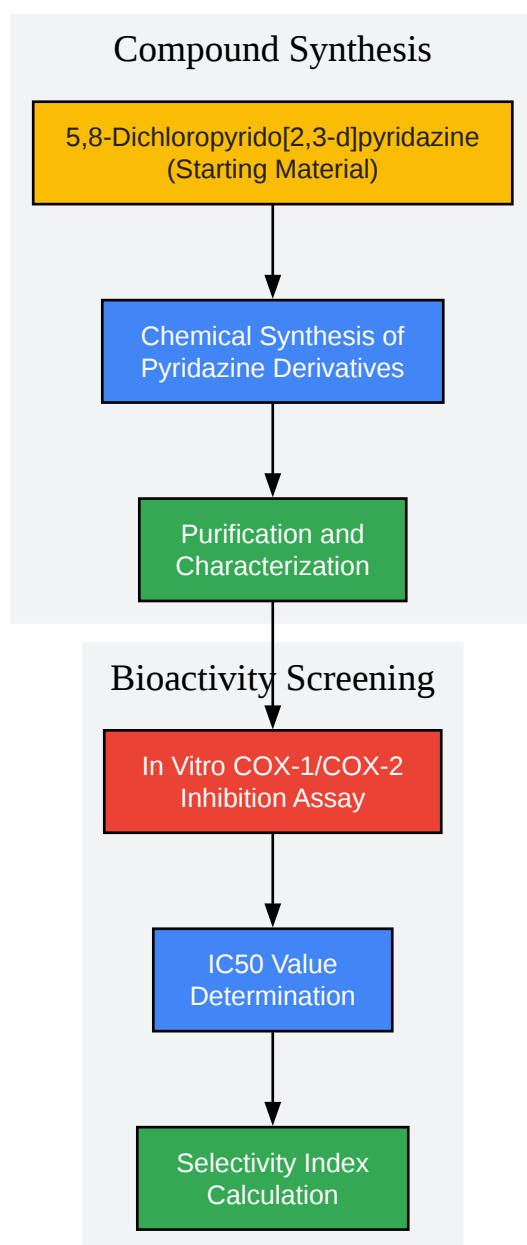 Compound Synthesis
5,8-Dichloropyrido[2,3-d]pyridazine
(Starting Material)
Chemical Synthesis of
Pyridazine Derivatives
Purification and
Characterization
Bioactivity Screening
In Vitro COX-1/COX-2
Inhibition Assay
IC50 Value
Determination
Selectivity Index
Calculation